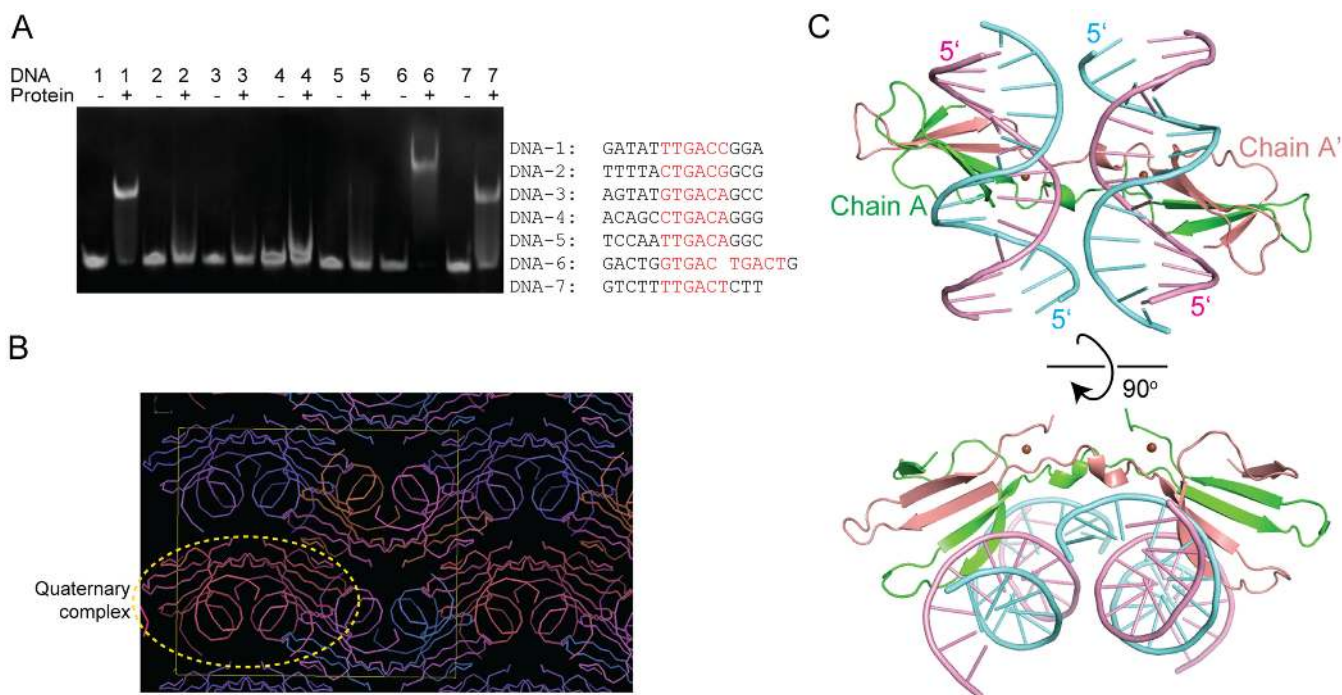 A
DNA 1 1 2 2 3 3 4 4 5 5 6 6 7 7
Protein - + - + - + - + - + - + - +
DNA-1: GATATTTGACCGGA
DNA-2: TTTTACTGACGGCG
DNA-3: AGTATGTGACAGCC
DNA-4: ACAGCCTGACAGGG
DNA-5: TCCAATTGACAGGC
DNA-6: GACTGGTGAC TGACTG
DNA-7: GTCTTTTGACTCTT
B
Quaternary
complex
C
5‘
5‘
Chain A’
Chain A
5‘
5‘
90º